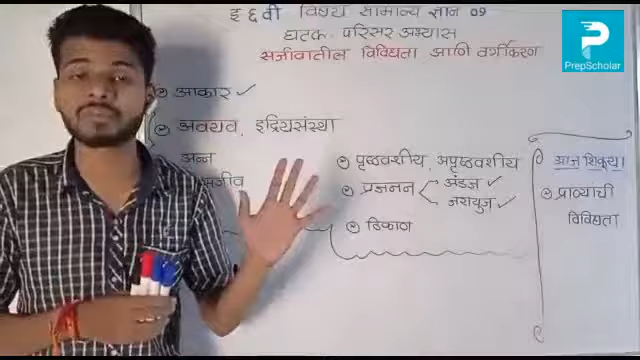 इ ६वी विषय सामान्य ज्ञान 09
घटक- परिसर अभ्यास
सजीवातील विविधता आणि वर्गीकरण
PrepScholar
आकार ✓
अवयव, इंद्रियसंस्था
अन्न
सजीव
पृष्ठवंशीय, अपृष्ठवंशीय
प्रजनन < अंडज ✓
जरायुज ✓
ठिकाण
आज शिकूया
प्राण्यांची
विविधता